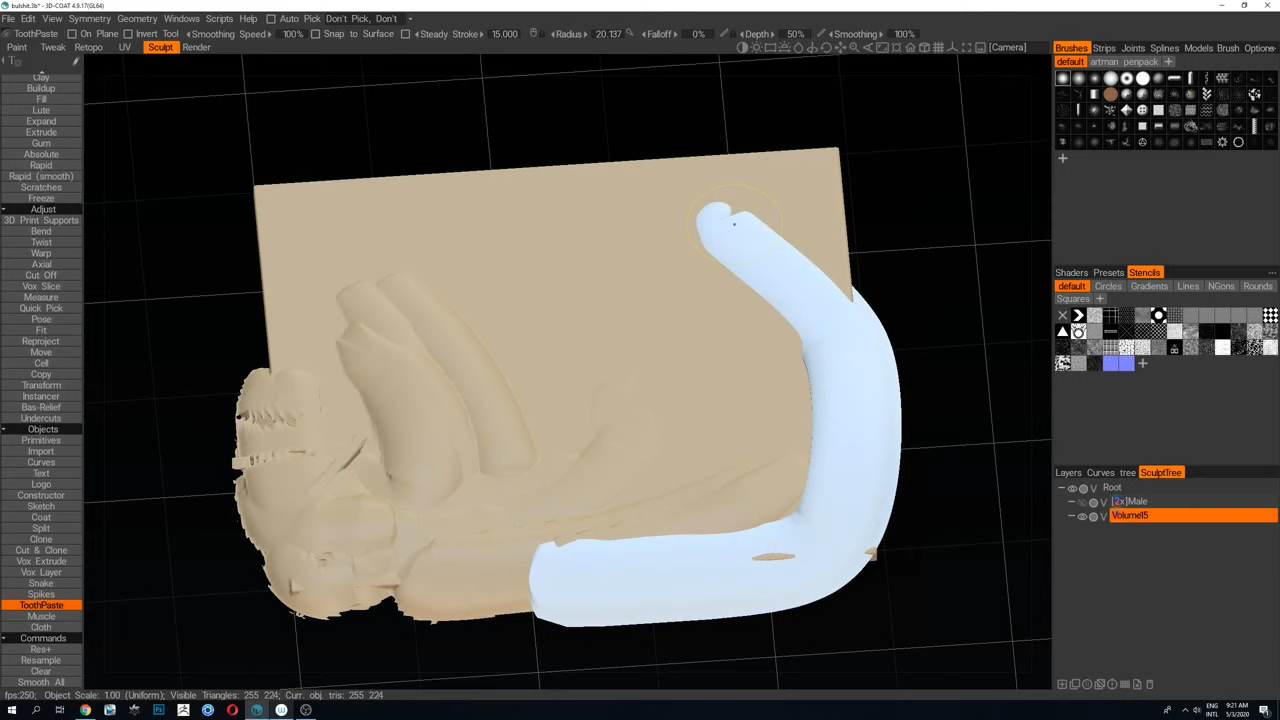 bulshit.3b* - 3D-COAT 4.9.17(GL64)
File Edit View Symmetry Geometry Windows Scripts Help Auto Pick Don't Pick, Don't
ToothPaste On Plane Invert Tool Smoothing Speed 100% Snap to Surface Steady Stroke 15.000 Radius 20.137 Falloff 0% Depth 50% Smoothing 100%
Paint Tweak Retopo UV Sculpt Render [Camera]
Clay
Buildup
Fill
Lute
Expand
Extrude
Gum
Absolute
Rapid
Rapid (smooth)
Scratches
Freeze
Adjust
3D Print Supports
Bend
Twist
Warp
Axial
Cut Off
Vox Slice
Measure
Quick Pick
Pose
Fit
Reproject
Move
Cell
Copy
Transform
Instancer
Bas-Relief
Undercuts
Objects
Primitives
Import
Curves
Text
Logo
Constructor
Sketch
Coat
Split
Clone
Cut & Clone
Vox Extrude
Vox Layer
Snake
Spikes
ToothPaste
Muscle
Cloth
Commands
Res+
Resample
Clear
Smooth All
Brushes Strips Joints Splines Models Brush Options
default artman penpack +
Shaders Presets Stencils
default Circles Gradients Lines NGons Rounds
Squares +
Layers Curves tree SculptTree
V Root
V [2x]Male
V Volume15
fps:250; Object Scale: 1.00 (Uniform); Visible Triangles: 255 224; Curr. obj. tris: 255 224
ENG
INTL
9:21 AM
5/3/2020